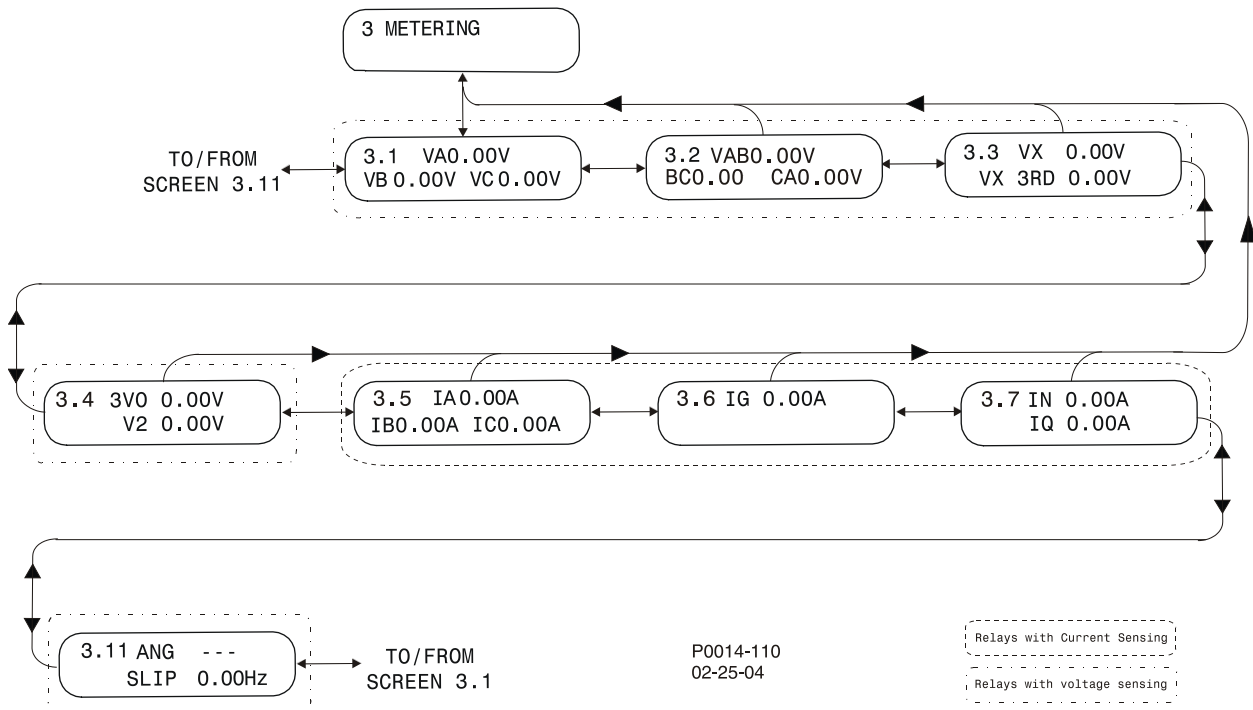 3 METERING
TO/FROM
SCREEN 3.11
3.1 VA0.00V
VB 0.00V VC0.00V
3.2 VAB0.00V
BC0.00 CA0.00V
3.3 VX 0.00V
VX 3RD 0.00V
3.4 3V0 0.00V
V2 0.00V
3.5 IA0.00A
IB0.00A IC0.00A
3.6 IG 0.00A
3.7 IN 0.00A
IQ 0.00A
3.11 ANG ---
SLIP 0.00Hz
TO/FROM
SCREEN 3.1
P0014-110
02-25-04
Relays with Current Sensing
Relays with voltage sensing